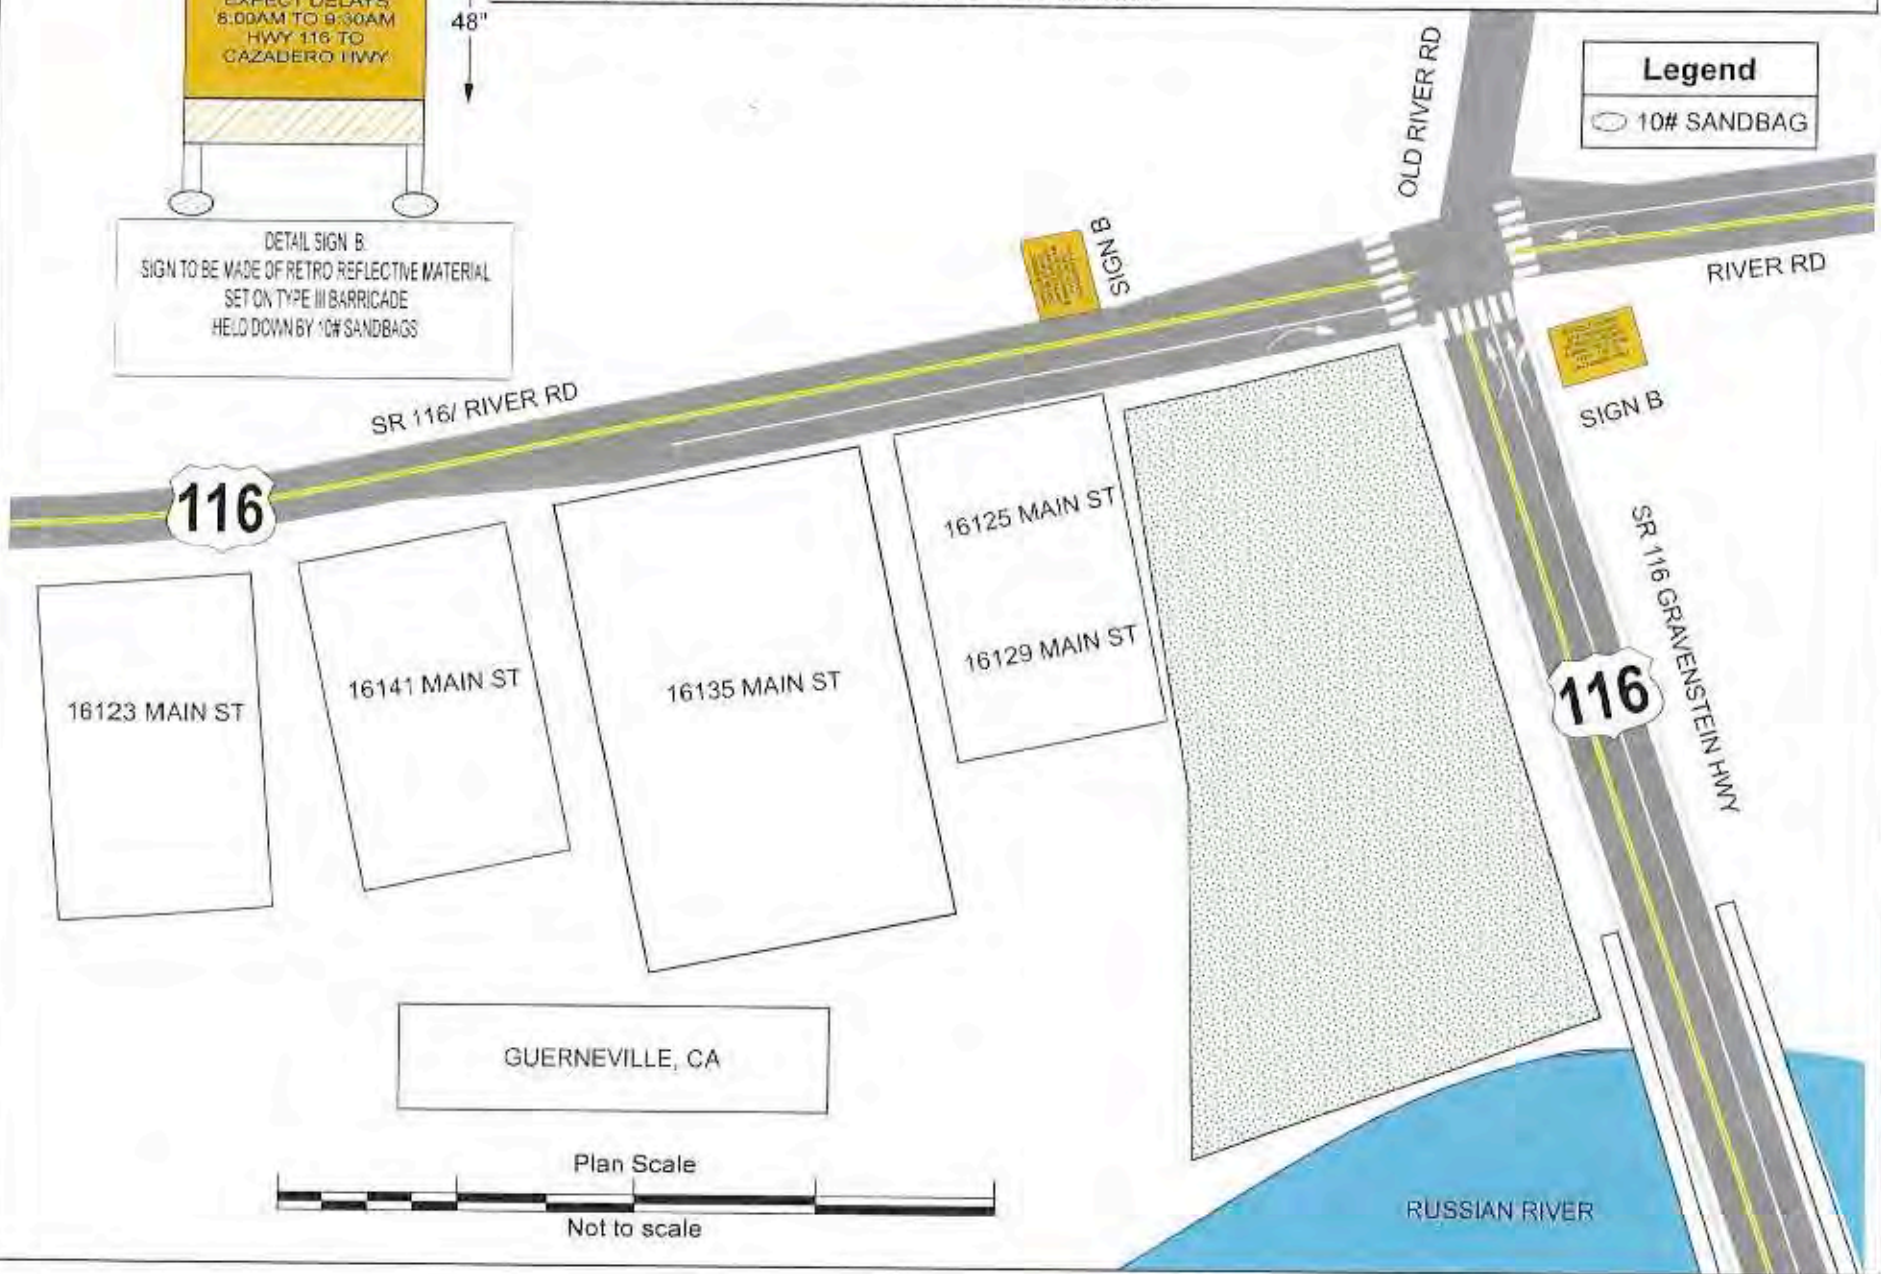 EXPECT DELAYS
8:00AM TO 9:30AM
HWY 116 TO
CAZADERO HWY
48"
DETAIL SIGN B:
SIGN TO BE MADE OF RETRO REFLECTIVE MATERIAL
SET ON TYPE III BARRICADE
HELD DOWN BY 10# SANDBAGS
Legend
10# SANDBAG
OLD RIVER RD
SIGN B
RIVER RD
SIGN B
SR 116/ RIVER RD
116
SR 116 GRAVENSTEIN HWY
116
16125 MAIN ST
16129 MAIN ST
16123 MAIN ST
16141 MAIN ST
16135 MAIN ST
GUERNEVILLE, CA
Plan Scale
Not to scale
RUSSIAN RIVER